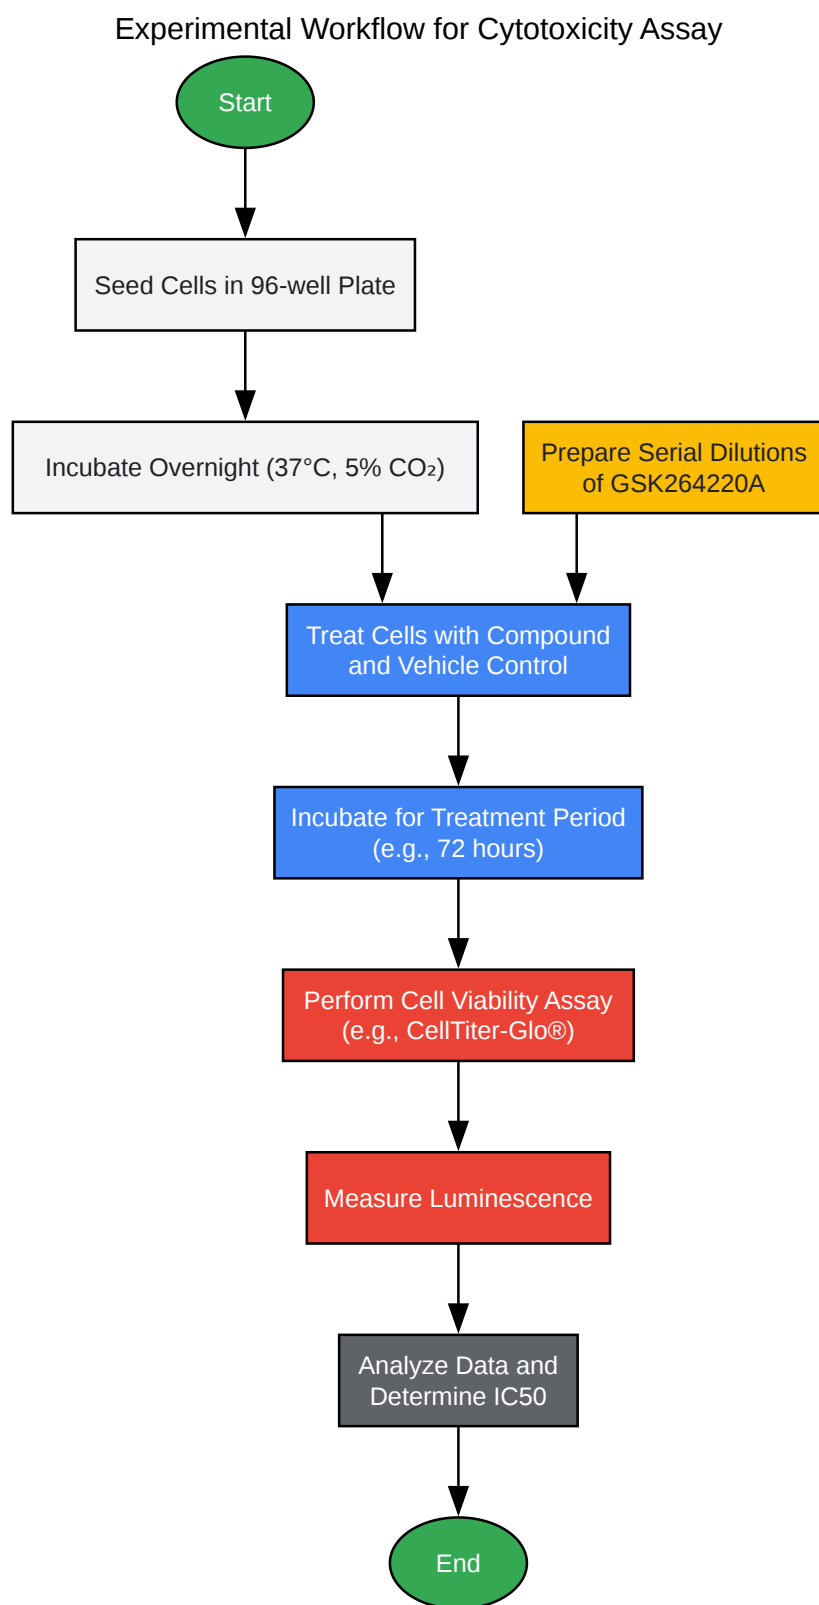 Experimental Workflow for Cytotoxicity Assay
Start
Seed Cells in 96-well Plate
Incubate Overnight (37°C, 5% CO₂)
Prepare Serial Dilutions
of GSK264220A
Treat Cells with Compound
and Vehicle Control
Incubate for Treatment Period
(e.g., 72 hours)
Perform Cell Viability Assay
(e.g., CellTiter-Glo®)
Measure Luminescence
Analyze Data and
Determine IC50
End